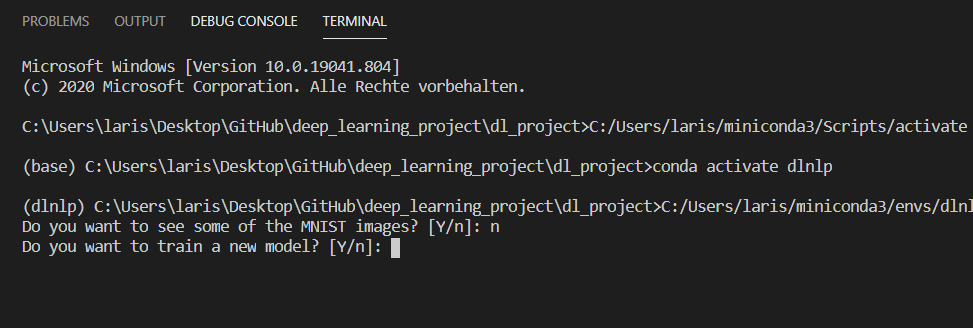 PROBLEMS OUTPUT DEBUG CONSOLE TERMINAL
Microsoft Windows [Version 10.0.19041.804]
(c) 2020 Microsoft Corporation. Alle Rechte vorbehalten.
C:\Users\laris\Desktop\GitHub\deep_learning_project\dl_project>C:/Users/laris/miniconda3/Scripts/activate
(base) C:\Users\laris\Desktop\GitHub\deep_learning_project\dl_project>conda activate dlnlp
(dlnlp) C:\Users\laris\Desktop\GitHub\deep_learning_project\dl_project>C:/Users/laris/miniconda3/envs/dlnl
Do you want to see some of the MNIST images? [Y/n]: n
Do you want to train a new model? [Y/n]: